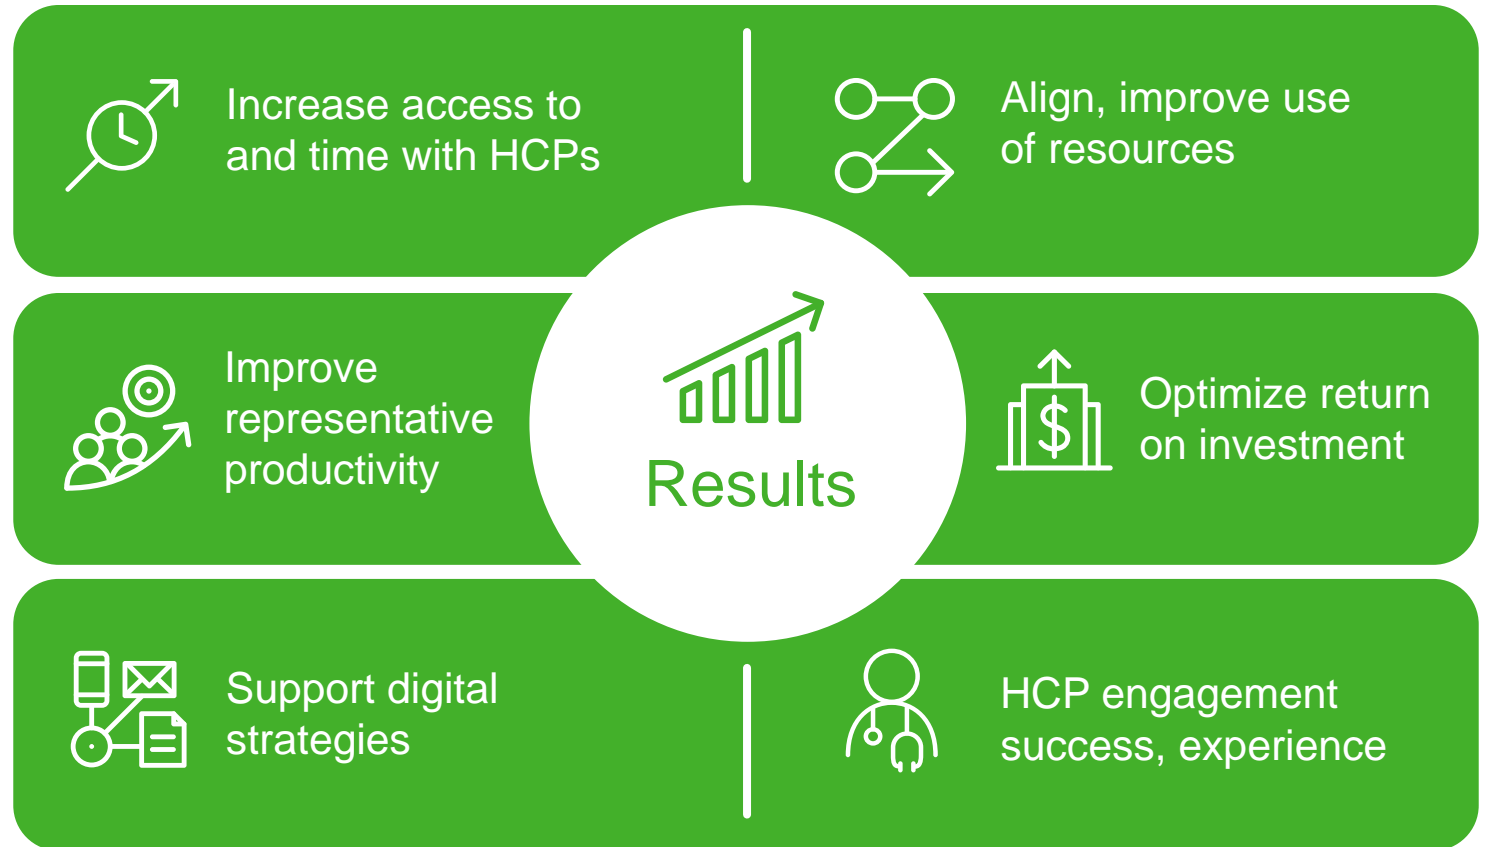 Increase access to
and time with HCPs
Align, improve use
of resources
Improve
representative
productivity
Results
$
Optimize return
on investment
Support digital
strategies
HCP engagement
success, experience